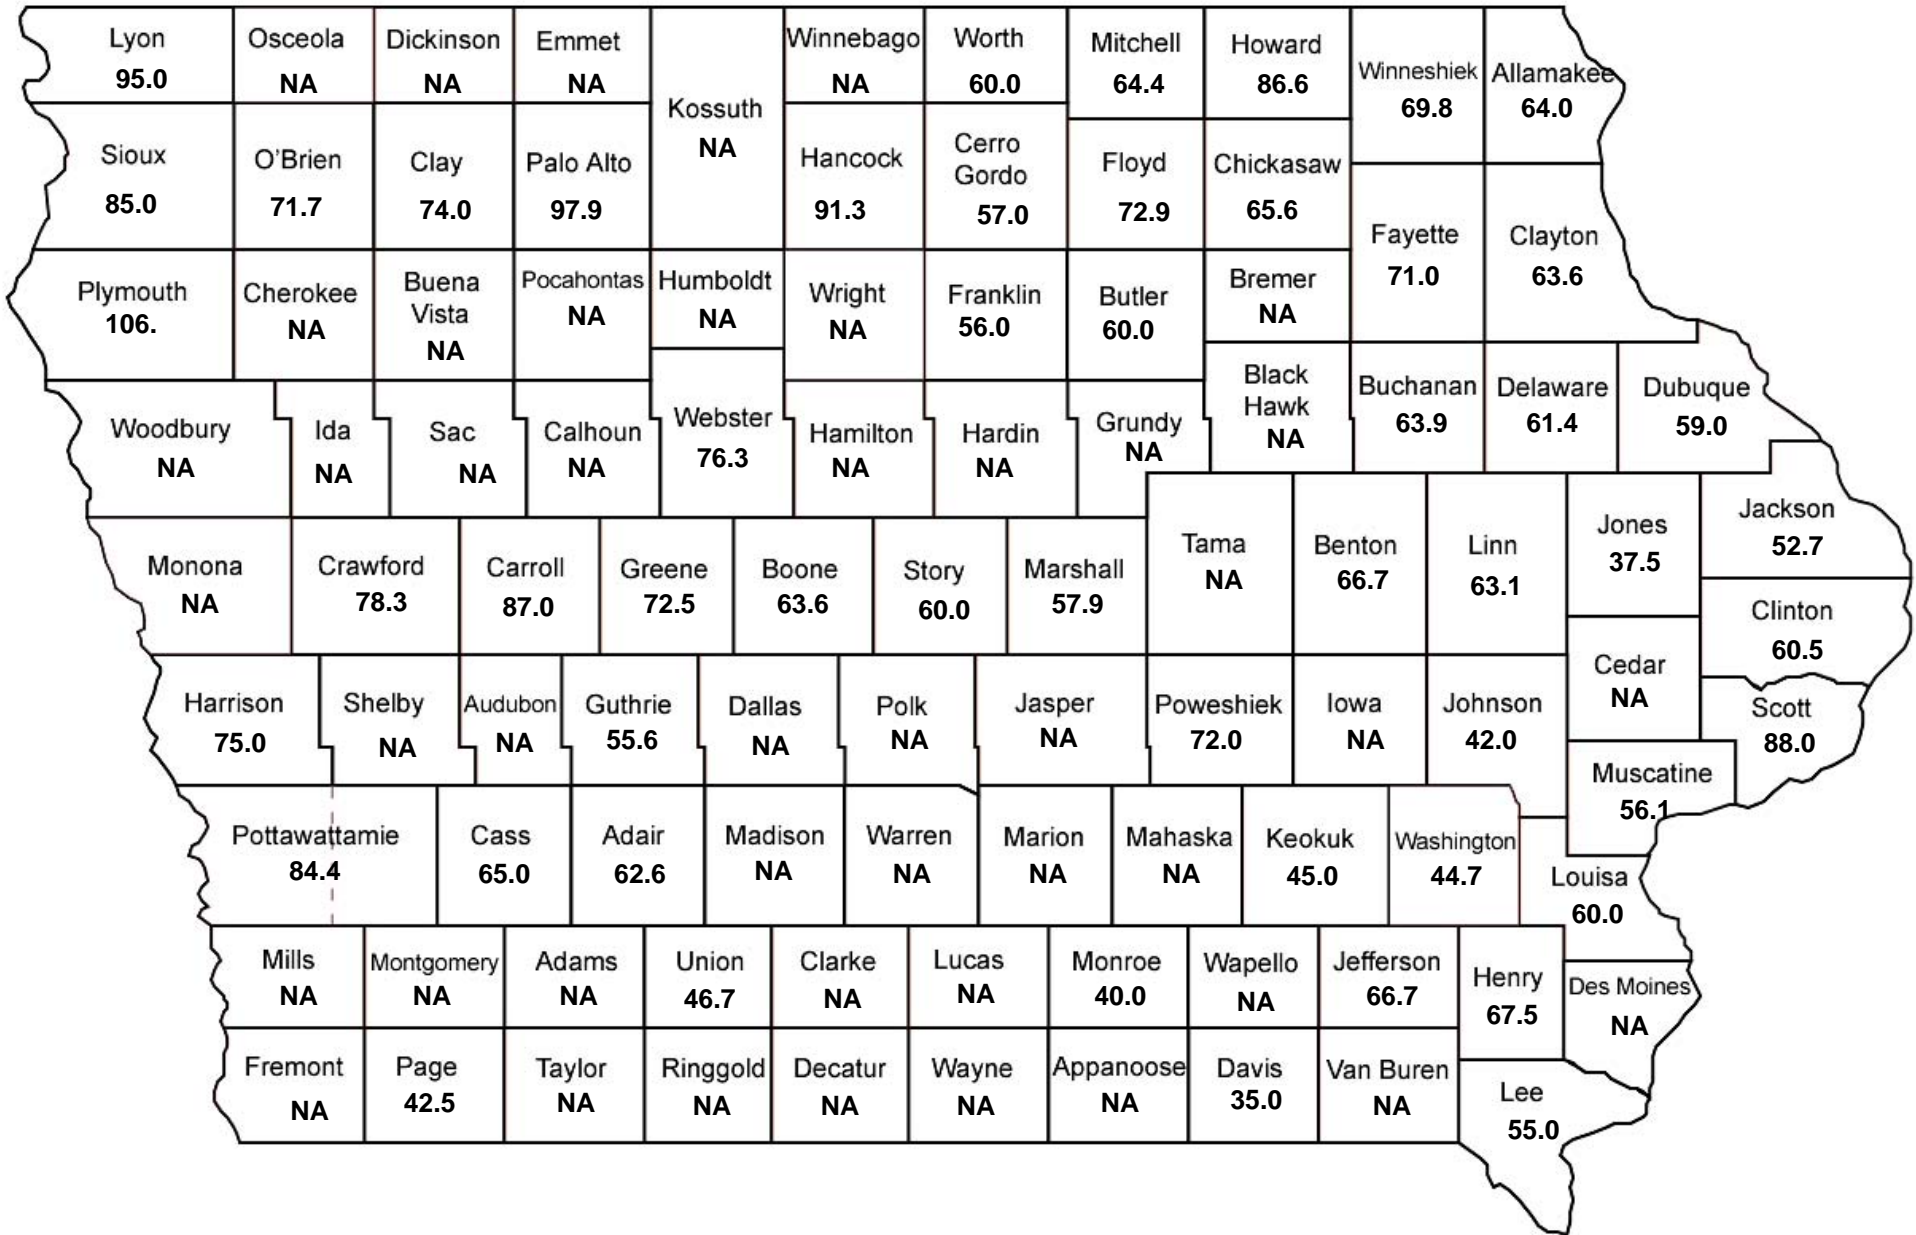 Lyon
95.0
Osceola
NA
Dickinson
NA
Emmet
NA
Kossuth
NA
Winnebago
NA
Worth
60.0
Mitchell
64.4
Howard
86.6
Winneshiek
69.8
Allamakee
64.0
Sioux
85.0
O'Brien
71.7
Clay
74.0
Palo Alto
97.9
Hancock
91.3
Cerro
Gordo
57.0
Floyd
72.9
Chickasaw
65.6
Fayette
71.0
Clayton
63.6
Plymouth
106.
Cherokee
NA
Buena
Vista
NA
Pocahontas
NA
Humboldt
NA
Wright
NA
Franklin
56.0
Butler
60.0
Bremer
NA
Woodbury
NA
Ida
NA
Sac
NA
Calhoun
NA
Webster
76.3
Hamilton
NA
Hardin
NA
Grundy
NA
Black
Hawk
NA
Buchanan
63.9
Delaware
61.4
Dubuque
59.0
Monona
NA
Crawford
78.3
Carroll
87.0
Greene
72.5
Boone
63.6
Story
60.0
Marshall
57.9
Tama
NA
Benton
66.7
Linn
63.1
Jones
37.5
Jackson
52.7
Clinton
60.5
Harrison
75.0
Shelby
NA
Audubon
NA
Guthrie
55.6
Dallas
NA
Polk
NA
Jasper
NA
Poweshiek
72.0
Iowa
NA
Johnson
42.0
Cedar
NA
Scott
88.0
Muscatine
56.1
Pottawattamie
84.4
Cass
65.0
Adair
62.6
Madison
NA
Warren
NA
Marion
NA
Mahaska
NA
Keokuk
45.0
Washington
44.7
Louisa
60.0
Mills
NA
Montgomery
NA
Adams
NA
Union
46.7
Clarke
NA
Lucas
NA
Monroe
40.0
Wapello
NA
Jefferson
66.7
Henry
67.5
Des Moines
NA
Fremont
NA
Page
42.5
Taylor
NA
Ringgold
NA
Decatur
NA
Wayne
NA
Appanoose
NA
Davis
35.0
Van Buren
NA
Lee
55.0